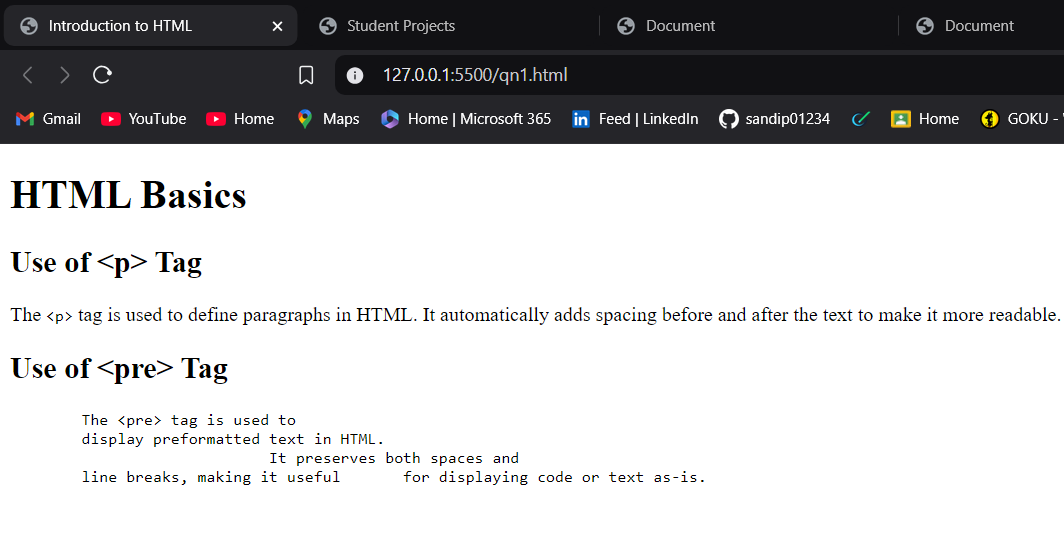 Introduction to HTML Student Projects Document Document
127.0.0.1:5500/qn1.html
Gmail YouTube Home Maps Home | Microsoft 365 Feed | LinkedIn sandip01234 Home GOKU -
HTML Basics
Use of <p> Tag
The <p> tag is used to define paragraphs in HTML. It automatically adds spacing before and after the text to make it more readable.
Use of <pre> Tag
The <pre> tag is used to
display preformatted text in HTML.
It preserves both spaces and
line breaks, making it useful for displaying code or text as-is.